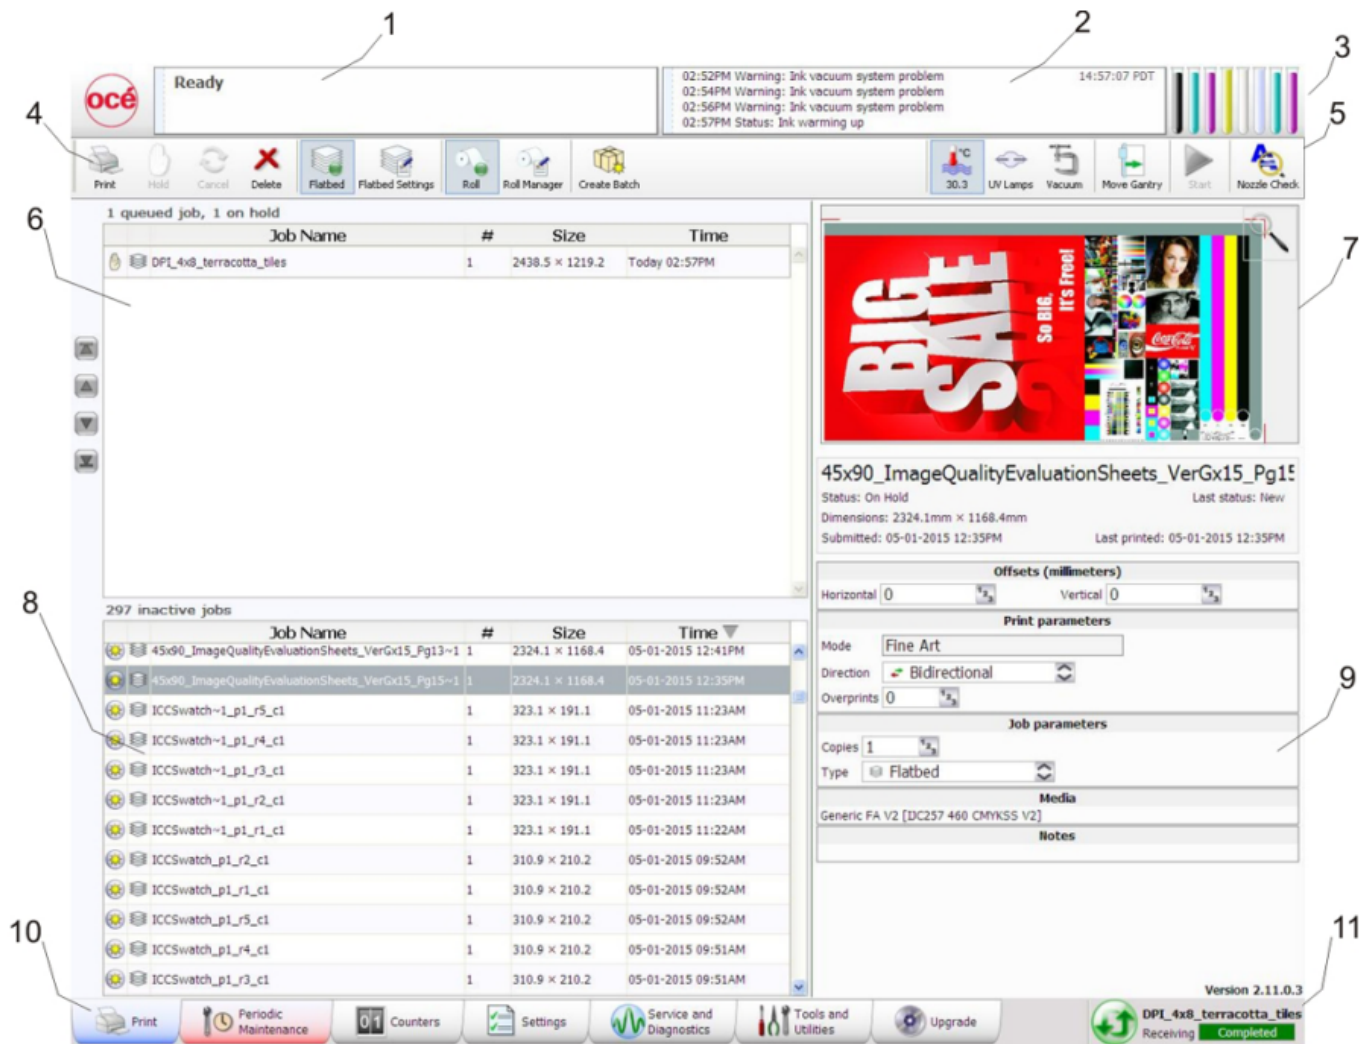 1
2
3
4
5
6
7
8
9
10
11
océ
Ready
02:52PM Warning: Ink vacuum system problem
14:57:07 PDT
02:54PM Warning: Ink vacuum system problem
02:56PM Warning: Ink vacuum system problem
02:57PM Status: Ink warming up
Print
Hold
Cancel
Delete
Flatbed
Flatbed Settings
Roll
Roll Manager
Create Batch
°C
30.3
UV Lamps
Vacuum
Move Gantry
Start
Nozzle Check
1 queued job, 1 on hold
Job Name # Size Time
DPI_4x8_terracotta_tiles 1 2438.5 × 1219.2 Today 02:57PM
BIG
SALE
So BIG,
It's Free!
Coca-Cola
45x90_ImageQualityEvaluationSheets_VerGx15_Pg15
Status: On Hold Last status: New
Dimensions: 2324.1mm × 1168.4mm
Submitted: 05-01-2015 12:35PM Last printed: 05-01-2015 12:35PM
Offsets (millimeters)
Horizontal 0 Vertical 0
Print parameters
Mode Fine Art
Direction Bidirectional
Overprints 0
Job parameters
Copies 1
Type Flatbed
Media
Generic FA V2 [IJC257 460 CMYKSS V2]
Notes
297 inactive jobs
Job Name # Size Time
45x90_ImageQualityEvaluationSheets_VerGx15_Pg13~1 1 2324.1 × 1168.4 05-01-2015 12:41PM
45x90_ImageQualityEvaluationSheets_VerGx15_Pg15~1 1 2324.1 × 1168.4 05-01-2015 12:35PM
ICCSwatch~1_p1_r5_c1 1 323.1 × 191.1 05-01-2015 11:23AM
ICCSwatch~1_p1_r4_c1 1 323.1 × 191.1 05-01-2015 11:23AM
ICCSwatch~1_p1_r3_c1 1 323.1 × 191.1 05-01-2015 11:23AM
ICCSwatch~1_p1_r2_c1 1 323.1 × 191.1 05-01-2015 11:23AM
ICCSwatch~1_p1_r1_c1 1 323.1 × 191.1 05-01-2015 11:22AM
ICCSwatch_p1_r2_c1 1 310.9 × 210.2 05-01-2015 09:52AM
ICCSwatch_p1_r1_c1 1 310.9 × 210.2 05-01-2015 09:52AM
ICCSwatch_p1_r5_c1 1 310.9 × 210.2 05-01-2015 09:52AM
ICCSwatch_p1_r4_c1 1 310.9 × 210.2 05-01-2015 09:51AM
ICCSwatch_p1_r3_c1 1 310.9 × 210.2 05-01-2015 09:51AM
Version 2.11.0.3
Print
Periodic
Maintenance
01 Counters
Settings
Service and
Diagnostics
Tools and
Utilities
Upgrade
DPI_4x8_terracotta_tiles
Receiving Completed